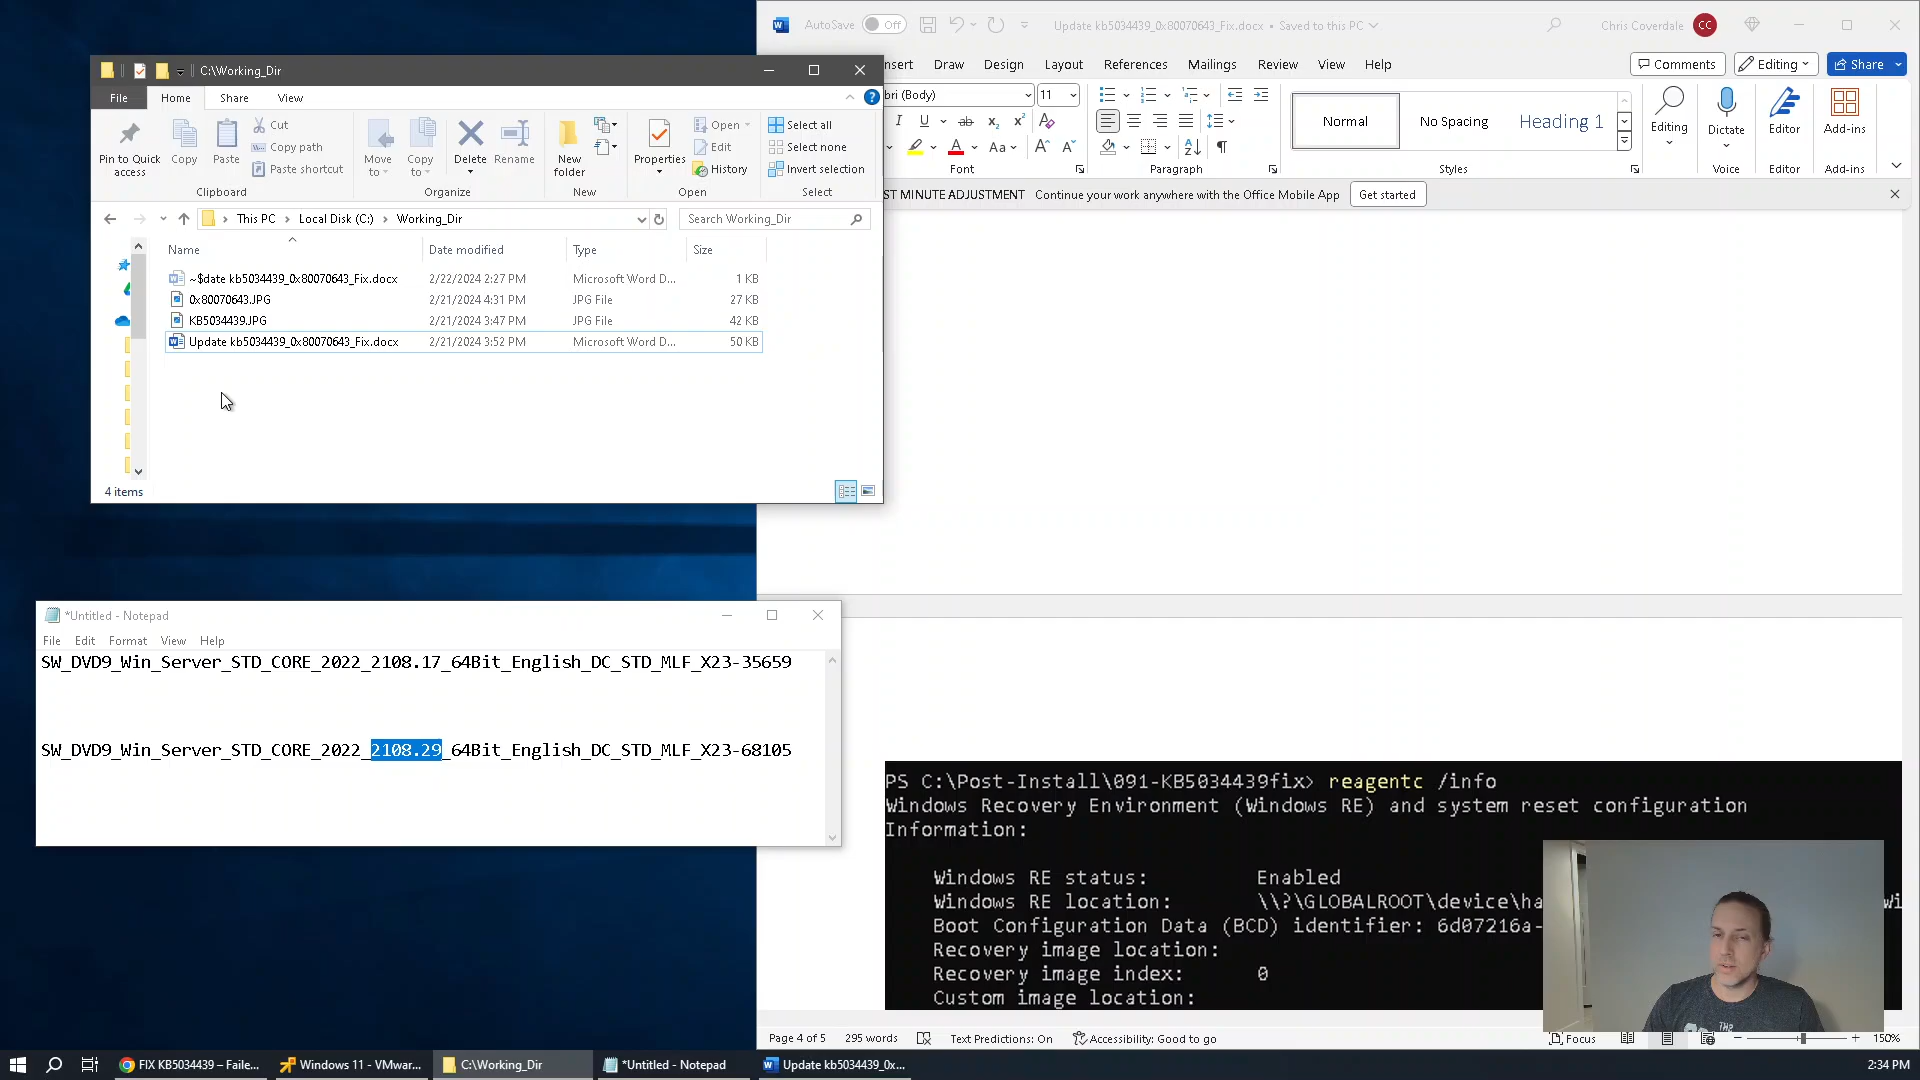 C:\Working_Dir
File Home Share View
Pin to Quick access
Copy
Paste
Cut
Copy path
Paste shortcut
Clipboard
Move to
Copy to
Delete
Rename
Organize
New folder
New
Properties
Open
Edit
History
Open
Select all
Select none
Invert selection
Select
This PC Local Disk (C:) Working_Dir
Search Working_Dir
Name Date modified Type Size
~$date kb5034439_0x80070643_Fix.docx 2/22/2024 2:27 PM Microsoft Word D... 1 KB
0x80070643.JPG 2/21/2024 4:31 PM JPG File 27 KB
KB5034439.JPG 2/21/2024 3:47 PM JPG File 42 KB
Update kb5034439_0x80070643_Fix.docx 2/21/2024 3:52 PM Microsoft Word D... 50 KB
4 items
*Untitled - Notepad
File Edit Format View Help
SW_DVD9_Win_Server_STD_CORE_2022_2108.17_64Bit_English_DC_STD_MLF_X23-35659
SW_DVD9_Win_Server_STD_CORE_2022_2108.29_64Bit_English_DC_STD_MLF_X23-68105
AutoSave Off Update kb5034439_0x80070643_Fix.docx • Saved to this PC Chris Coverdale CC
nsert Draw Design Layout References Mailings Review View Help Comments Editing Share
bri (Body) 11
Font
Paragraph
Normal No Spacing Heading 1
Styles
Editing
Dictate
Voice
Editor
Editor
Add-ins
Add-ins
ST MINUTE ADJUSTMENT Continue your work anywhere with the Office Mobile App Get started
PS C:\Post-Install\091-KB5034439fix> reagentc /info
Windows Recovery Environment (Windows RE) and system reset configuration
Information:
Windows RE status: Enabled
Windows RE location: \\?\GLOBALROOT\device\ha
Boot Configuration Data (BCD) identifier: 6d07216a-
Recovery image location:
Recovery image index: 0
Custom image location:
Page 4 of 5 295 words Text Predictions: On Accessibility: Good to go Focus 150%
FIX KB5034439 – Faile... Windows 11 - VMwar... C:\Working_Dir *Untitled - Notepad Update kb5034439_0x... 2:34 PM